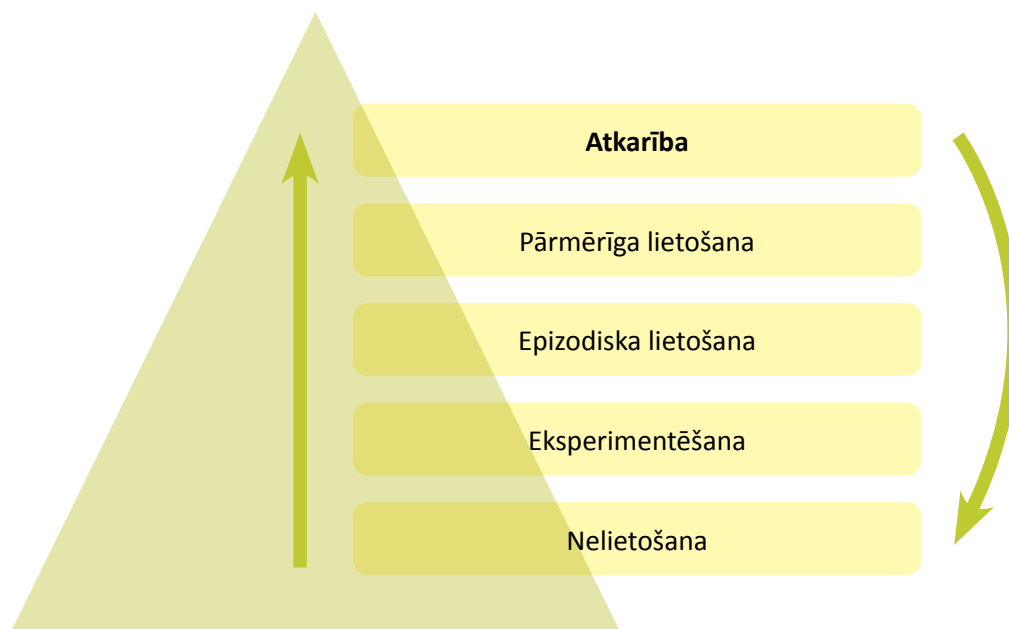 Atkarība
Pārmērīga lietošana
Epizodiska lietošana
Eksperimentēšana
Nelietošana